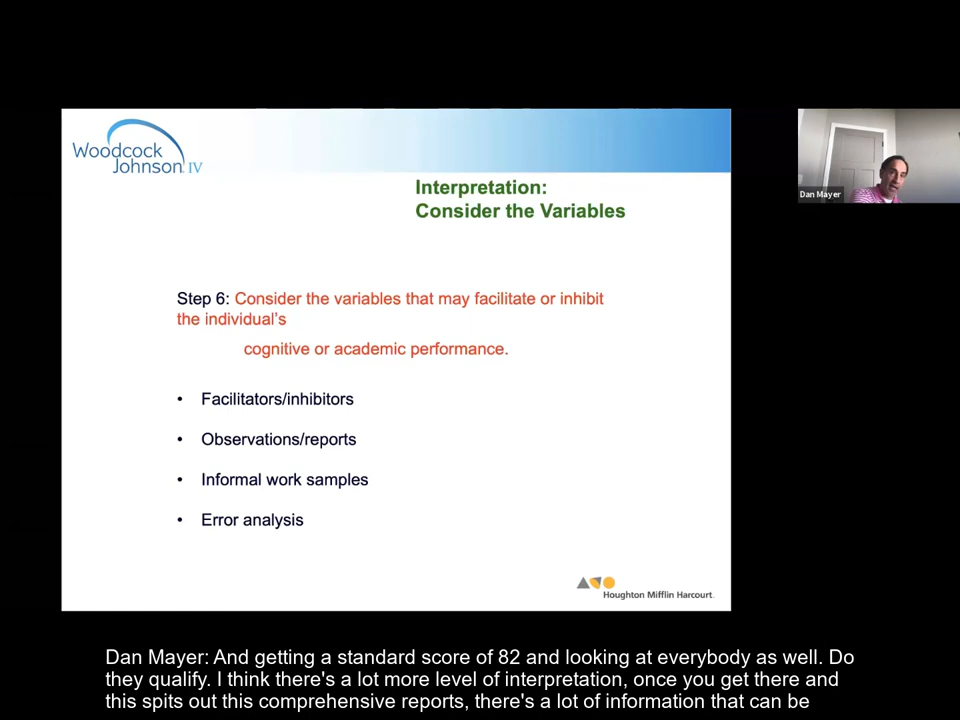 Woodcock
Johnson IV
Interpretation:
Consider the Variables
Step 6: Consider the variables that may facilitate or inhibit
the individual's
cognitive or academic performance.
• Facilitators/inhibitors
• Observations/reports
• Informal work samples
• Error analysis
Houghton Mifflin Harcourt
Dan Mayer
Dan Mayer: And getting a standard score of 82 and looking at everybody as well. Do
they qualify. I think there's a lot more level of interpretation, once you get there and
this spits out this comprehensive reports, there's a lot of information that can be